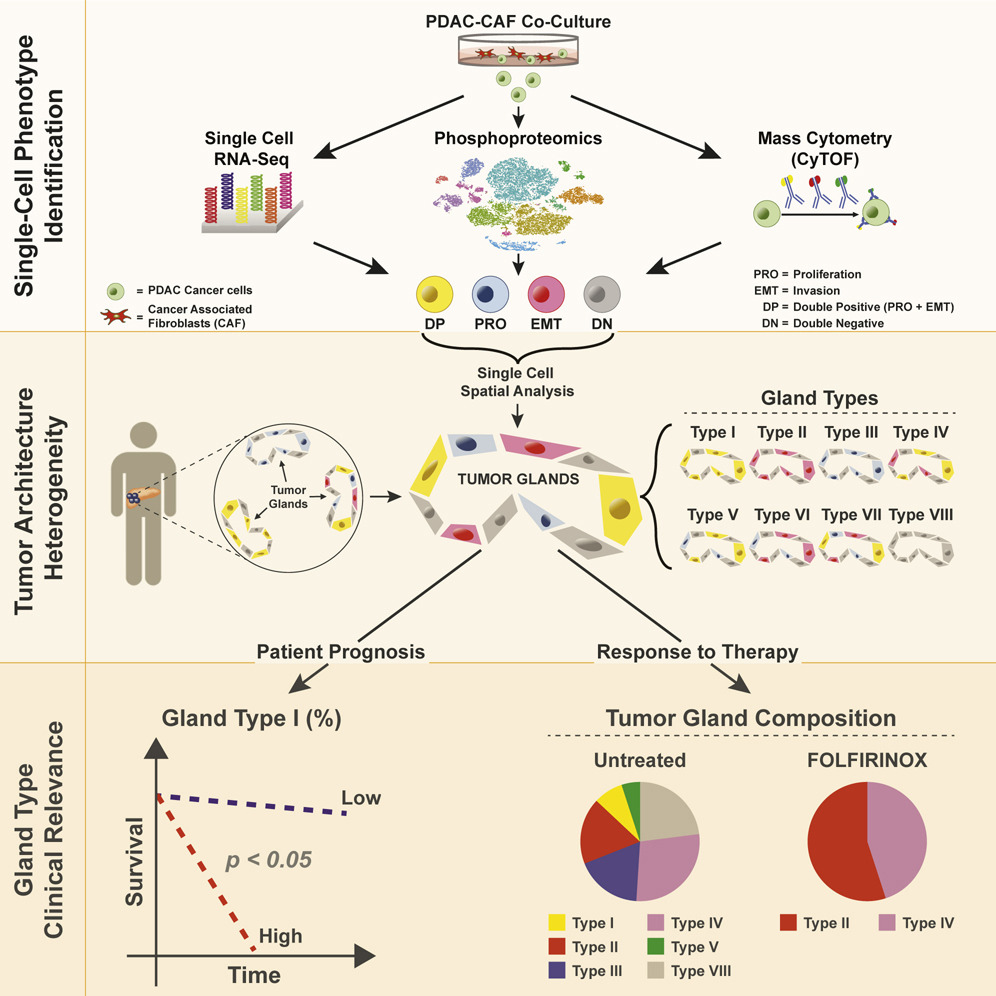 Single-Cell Phenotype
Identification
PDAC-CAF Co-Culture
Single Cell
RNA-Seq
Phosphoproteomics
Mass Cytometry
(CyTOF)
= PDAC Cancer cells
= Cancer Associated
Fibroblasts (CAF)
DP
PRO
EMT
DN
PRO = Proliferation
EMT = Invasion
DP = Double Positive (PRO + EMT)
DN = Double Negative
Tumor Architecture
Heterogeneity
Single Cell
Spatial Analysis
Tumor
Glands
TUMOR GLANDS
Gland Types
Type I
Type II
Type III
Type IV
Type V
Type VI
Type VII
Type VIII
Patient Prognosis
Response to Therapy
Gland Type
Clinical Relevance
Gland Type I (%)
Survival
Low
p < 0.05
High
Time
Tumor Gland Composition
Untreated
FOLFIRINOX
Type I
Type IV
Type II
Type V
Type III
Type VIII
Type II
Type IV